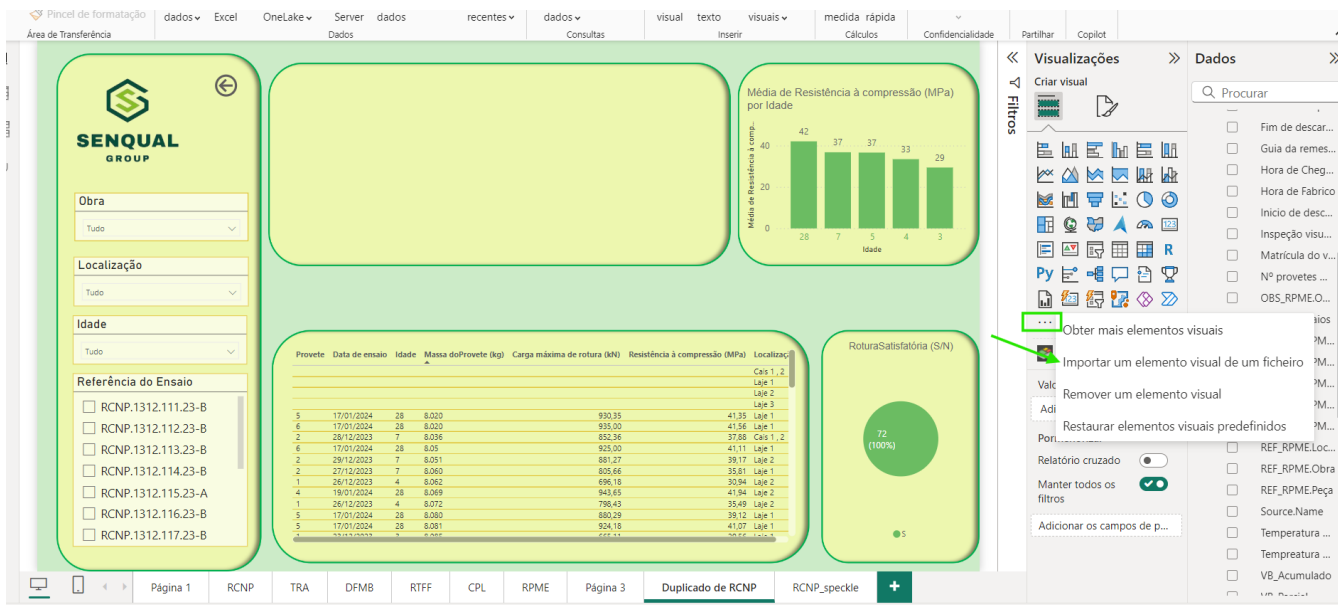 Pincel de formatação
dados
Excel
OneLake
Server
dados
recentes
dados
visual
texto
visuais
medida
rápida
Área de Transferência
Dados
Consultas
Inserir
Cálculos
Confidencialidade
Partilhar
Copilot
SENQUAL
GROUP
Obra
Tudo
Localização
Tudo
Idade
Tudo
Referência do Ensaio
RCNP.1312.111.23-B
RCNP.1312.112.23-B
RCNP.1312.113.23-B
RCNP.1312.114.23-B
RCNP.1312.115.23-A
RCNP.1312.116.23-B
RCNP.1312.117.23-B
Média de Resistência à compressão (MPa)
por Idade
Média de Resistência à comp...
40
20
0
42
37
37
33
29
28 7 5 4 3
Idade
Provete Data de ensaio Idade Massa doProvete (kg) Carga máxima de rotura (kN) Resistência à compressão (MPa) Localizaç
Cais 1 , 2
Laje 1
Laje 2
Laje 3
5 17/01/2024 28 8.020 930,35 41,35 Laje 1
6 17/01/2024 28 8.030 935,00 41,56 Laje 1
2 28/12/2023 7 8.036 852,36 37,88 Cais 1 , 2
6 17/01/2024 28 8.05 925,00 41,11 Laje 1
2 29/12/2023 7 8.051 881,27 39,17 Laje 2
2 27/12/2023 7 8.060 805,66 35,81 Laje 1
1 26/12/2023 4 8.062 696,18 30,94 Laje 2
4 19/01/2024 28 8.069 943,65 41,94 Laje 2
1 26/12/2023 4 8.072 798,43 35,49 Laje 2
5 17/01/2024 28 8.080 880,29 39,12 Laje 1
5 17/01/2024 28 8.081 924,18 41,07 Laje 1
RoturaSatisfatória (S/N)
72
(100%)
S
Filtros
Visualizações
Criar visual
123
R
Py
123
...
Obter mais elementos visuais
Importar um elemento visual de um ficheiro
Remover um elemento visual
Restaurar elementos visuais predefinidos
Relatório cruzado
Manter todos os
filtros
Adicionar os campos de p...
Dados
Procurar
Fim de descar...
Guia da remes...
Hora de Cheg...
Hora de Fabrico
Inicio de desc...
Inspeção visu...
Matrícula do v...
Nº provetes ...
OBS_RPME.O...
REF_RPME.Loc...
REF_RPME.Obra
REF_RPME.Peça
Source.Name
Temperatura ...
Tempreatura ...
VB_Acumulado
Página 1
RCNP
TRA
DFMB
RTFF
CPL
RPME
Página 3
Duplicado de RCNP
RCNP_speckle
+